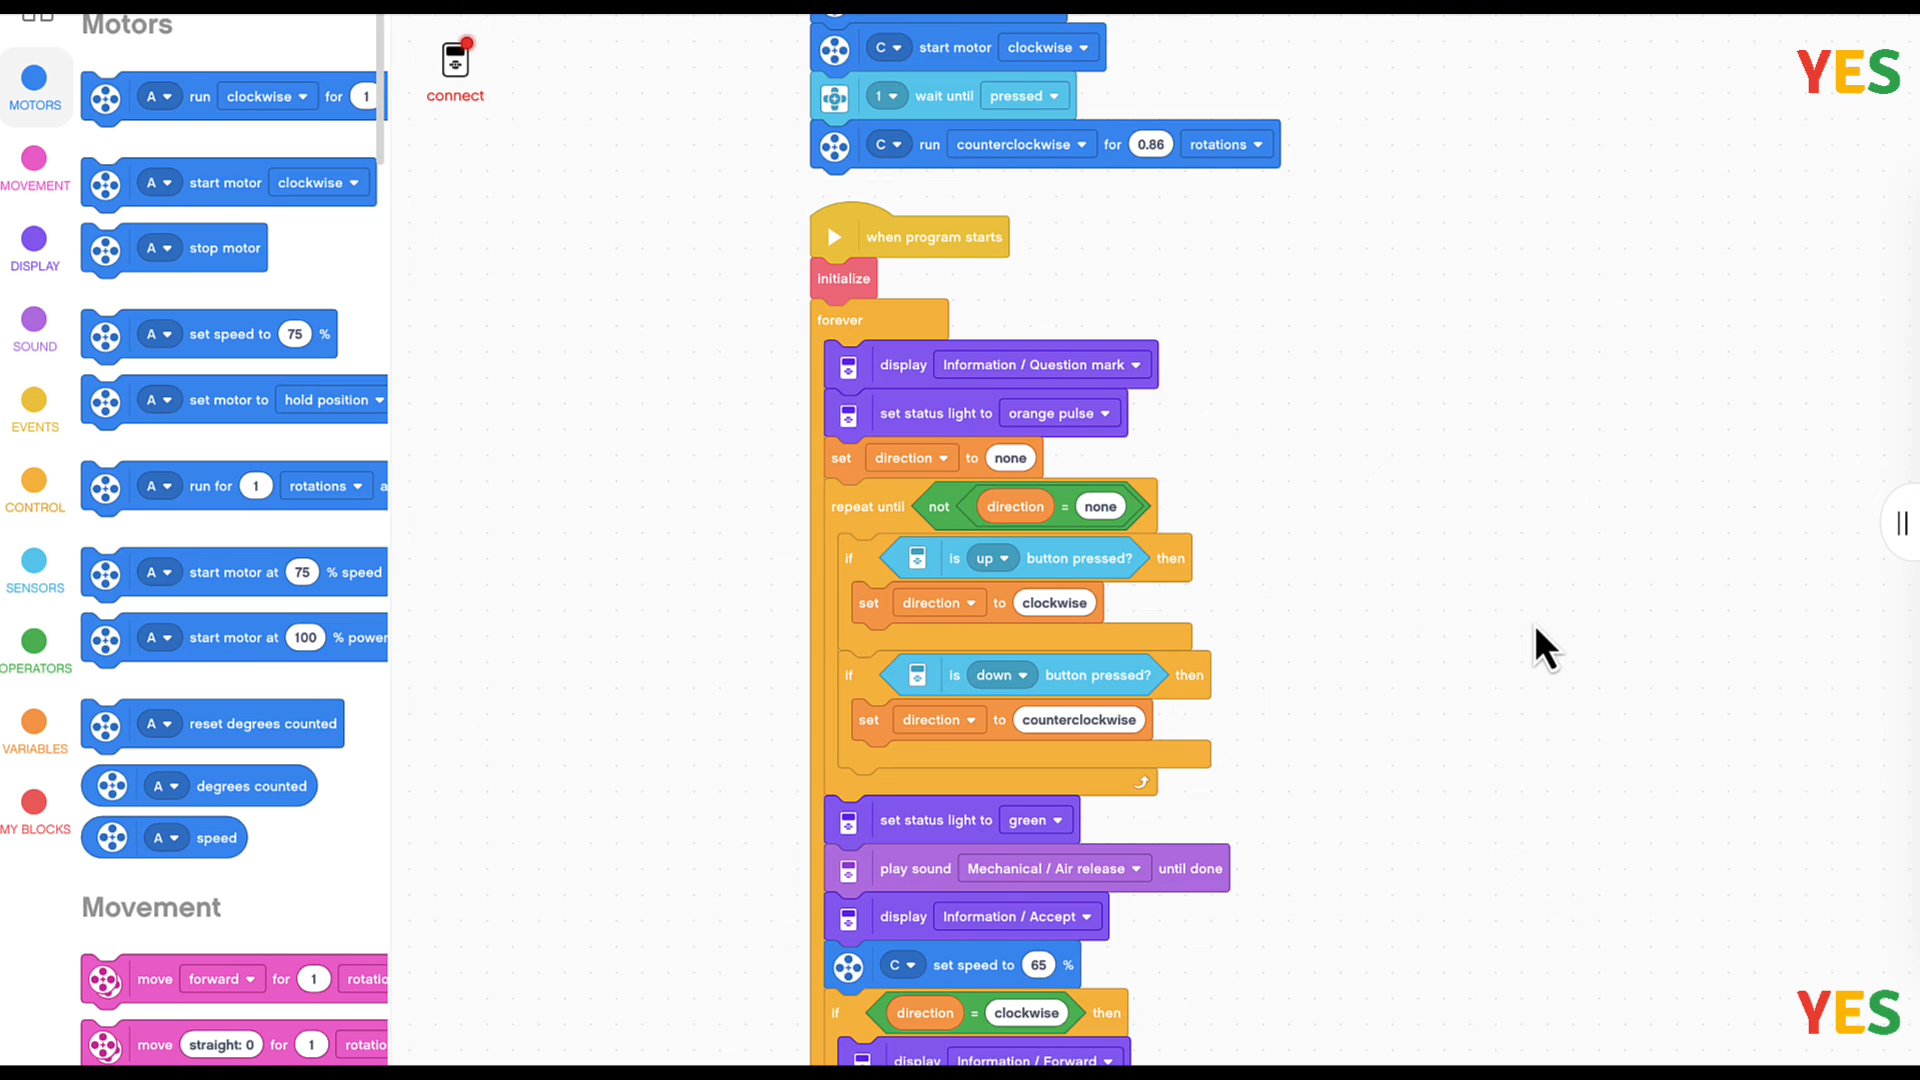 Motors
MOTORS
A run clockwise for 1
MOVEMENT
A start motor clockwise
DISPLAY
A stop motor
SOUND
A set speed to 75 %
EVENTS
A set motor to hold position
CONTROL
A run for 1 rotations a
SENSORS
A start motor at 75 % speed
OPERATORS
A start motor at 100 % power
VARIABLES
A reset degrees counted
A degrees counted
MY BLOCKS
A speed
Movement
move forward for 1 rotatio
move straight: 0 for 1 rotatio
connect
C start motor clockwise
1 wait until pressed
C run counterclockwise for 0.86 rotations
when program starts
initialize
forever
display Information / Question mark
set status light to orange pulse
set direction to none
repeat until not direction = none
if is up button pressed? then
set direction to clockwise
if is down button pressed? then
set direction to counterclockwise
set status light to green
play sound Mechanical / Air release until done
display Information / Accept
C set speed to 65 %
if direction = clockwise then
display Information / Forward
YES
YES